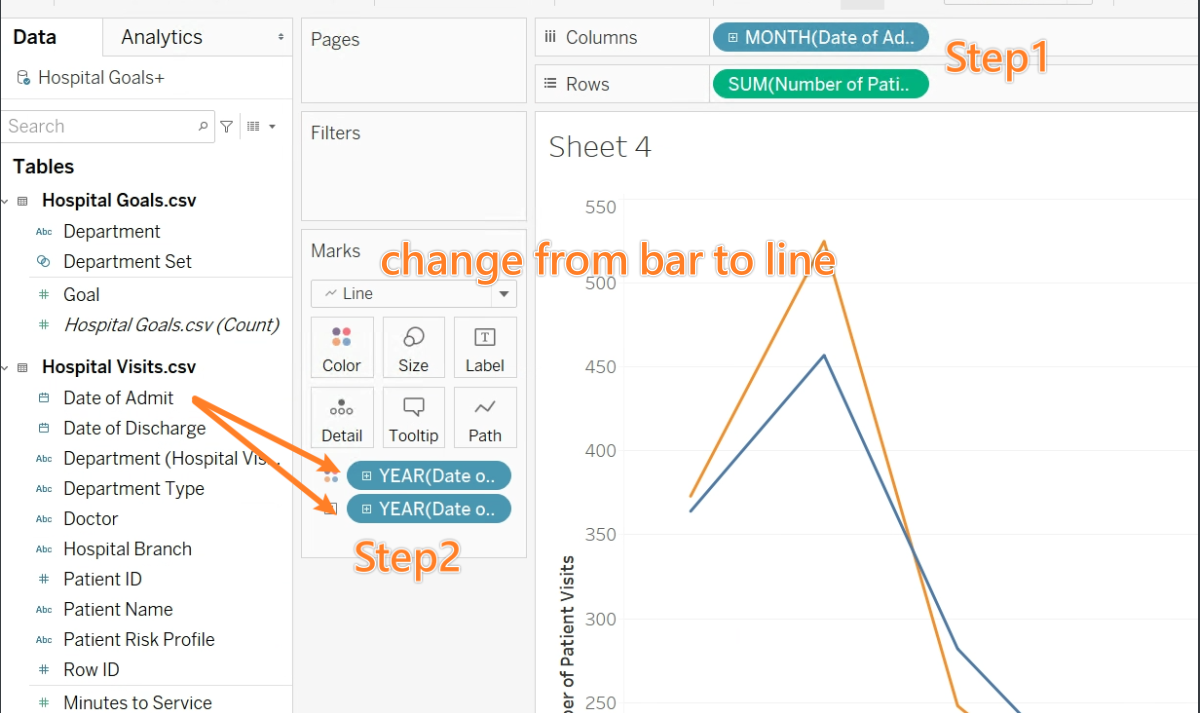 Data
Analytics
Hospital Goals+
Search
Tables
Hospital Goals.csv
Abc Department
Department Set
# Goal
# Hospital Goals.csv (Count)
Hospital Visits.csv
Date of Admit
Date of Discharge
Abc Department (Hospital Vis...
Abc Department Type
Abc Doctor
Abc Hospital Branch
# Patient ID
Abc Patient Name
Abc Patient Risk Profile
# Row ID
# Minutes to Service
Pages
Filters
Marks
change from bar to line
Line
Color Size Label
Detail Tooltip Path
YEAR(Date o..
YEAR(Date o..
Step2
Columns MONTH(Date of Ad..
Step1
Rows SUM(Number of Pati..
Sheet 4
550
500
450
400
350
300
250
of Patient Visits